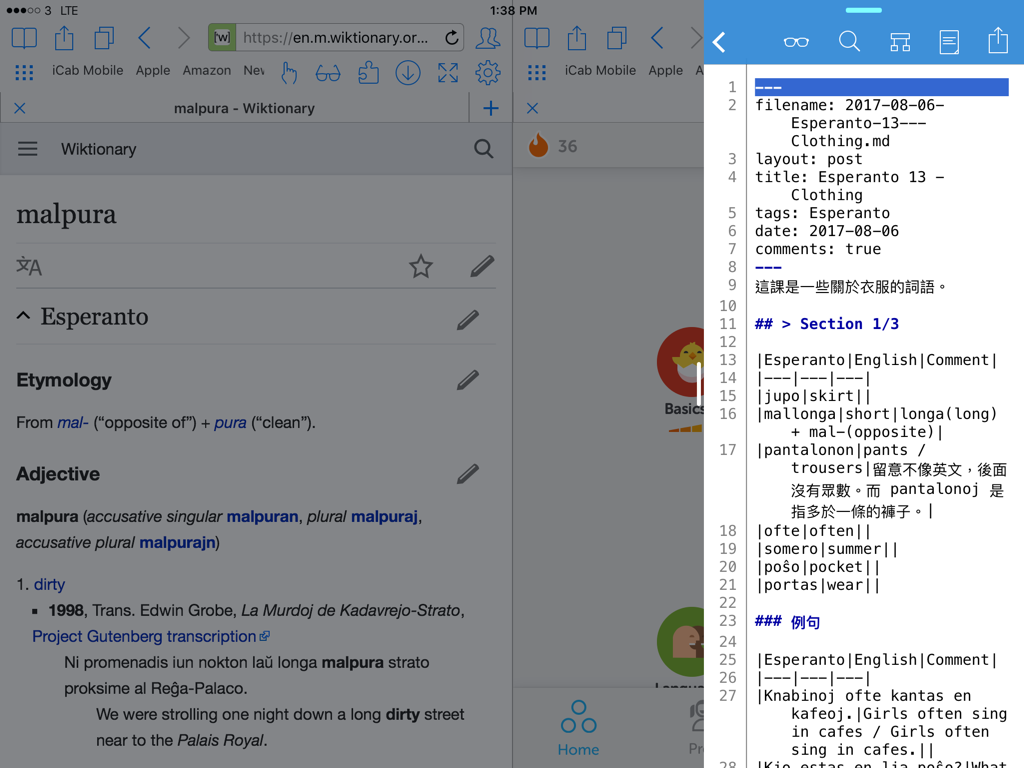 3 LTE
1:38 PM
[w] https://en.m.wiktionary.or...
iCab Mobile Apple Amazon
iCab Mobile Apple
malpura - Wiktionary
Wiktionary
36
malpura
文A
Esperanto
Etymology
From mal- (“opposite of”) + pura (“clean”).
Adjective
malpura (accusative singular malpuran, plural malpuraj,
accusative plural malpurajn)
1. dirty
▪ 1998, Trans. Edwin Grobe, La Murdoj de Kadavrejo-Strato,
Project Gutenberg transcription
Ni promenadis iun nokton laŭ longa malpura strato
proksime al Reĝa-Palaco.
We were strolling one night down a long dirty street
near to the Palais Royal.
Basics
Home
1 ---
2 filename: 2017-08-06-
Esperanto-13---
Clothing.md
3 layout: post
4 title: Esperanto 13 -
Clothing
5 tags: Esperanto
6 date: 2017-08-06
7 comments: true
8 ---
9 這課是一些關於衣服的詞語。
10
11 ## > Section 1/3
12
13 |Esperanto|English|Comment|
14 |---|---|---|
15 |jupo|skirt||
16 |mallonga|short|longa(long)
+ mal-(opposite)|
17 |pantalonon|pants /
trousers|留意不像英文，後面
沒有眾數。而 pantalonoj 是
指多於一條的褲子。|
18 |ofte|often||
19 |somero|summer||
20 |poŝo|pocket||
21 |portas|wear||
22
23 ### 例句
24
25 |Esperanto|English|Comment|
26 |---|---|---|
27 |Knabinoj ofte kantas en
kafeoj.|Girls often sing
in cafes / Girls often
sing in cafes.||
28 |Kio estas en lia poŝo?|What